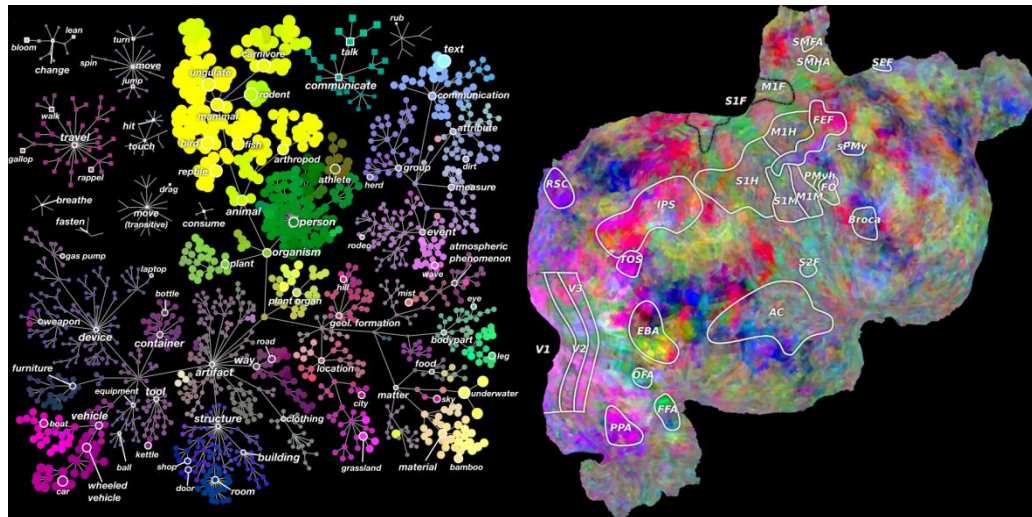 bloom
lean
change
turn
spin
move
jump
rub
ungulate
carnivore
rodent
mammal
bird
fish
arthropod
reptile
animal
talk
communicate
text
communication
attribute
group
herd
dirt
measure
walk
travel
gallop
rappel
hit
touch
breathe
fasten
drag
move
(transitive)
consume
athlete
person
organism
plant
plant organ
event
rodeo
wave
atmospheric
phenomenon
gas pump
laptop
bottle
weapon
device
container
furniture
equipment
tool
vehicle
boat
ball
kettle
car
wheeled
vehicle
artifact
way
road
structure
clothing
building
shop
door
room
hill
geol. formation
location
city
grassland
mist
eye
bodypart
leg
food
matter
sky
underwater
material
bamboo
SMFA
SMHA
SEF
M1F
S1F
M1H
FEF
sPMv
RSC
IPS
S1H
PMvh
FO
S1M
M1M
Broca
TOS
S2F
V3
V1
V2
EBA
AC
OFA
FFA
PPA